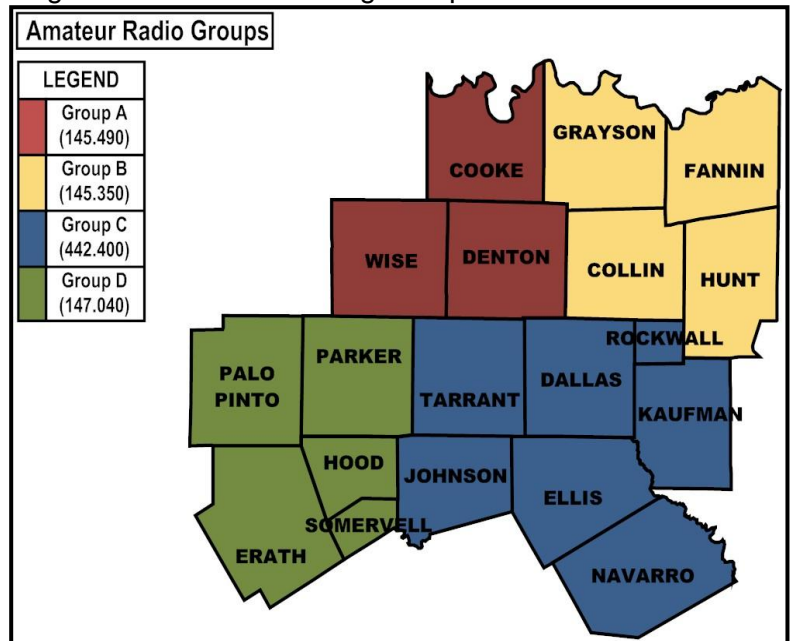 Amateur Radio Groups
LEGEND
Group A
(145.490)
Group B
(145.350)
Group C
(442.400)
Group D
(147.040)
COOKE
GRAYSON
FANNIN
WISE
DENTON
COLLIN
HUNT
PALO
PINTO
PARKER
TARRANT
DALLAS
ROCKWALL
KAUFMAN
HOOD
JOHNSON
ELLIS
SOMERVELL
ERATH
NAVARRO